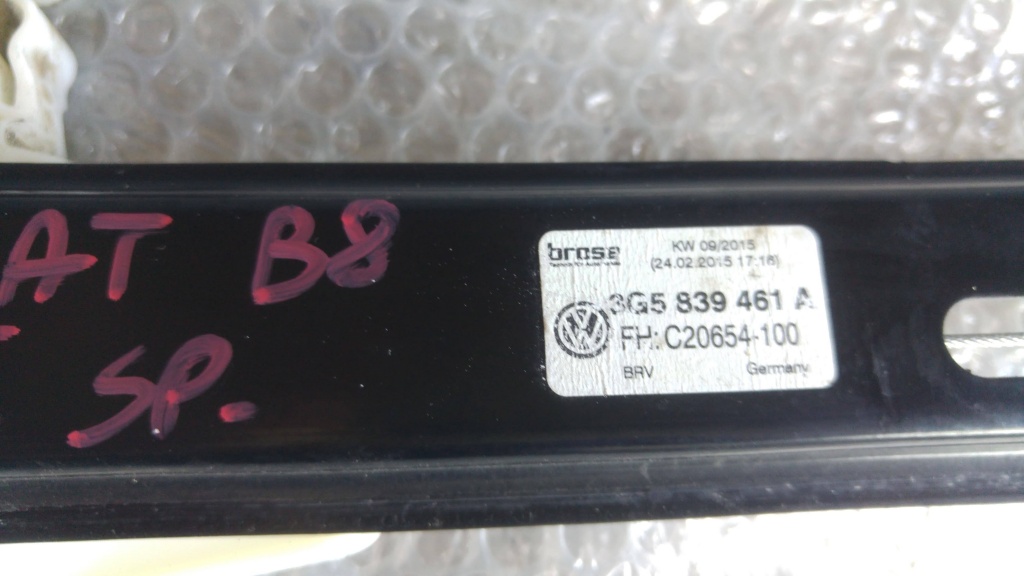 AT B8
SP.
brose
KW 09/2015
(24.02.2015 17:16)
3G5 839 461 A
FH: C20654-100
BRV Germany